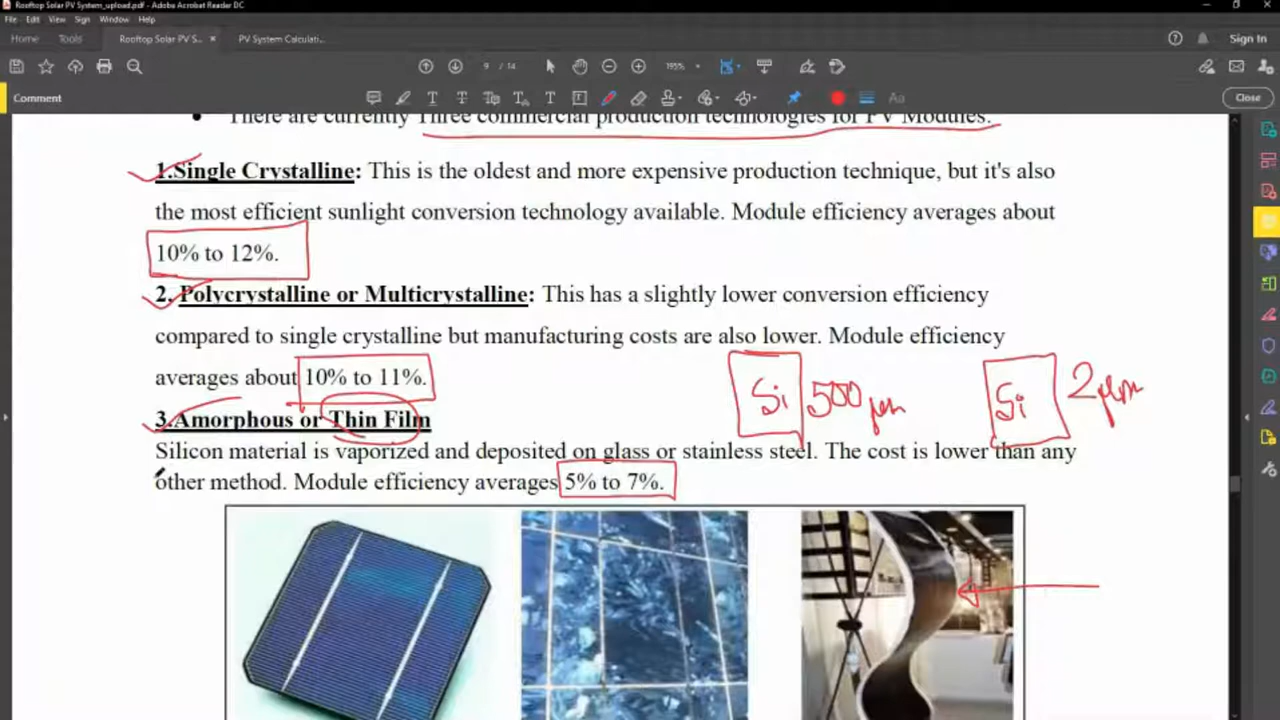 Rooftop Solar PV System_upload.pdf - Adobe Acrobat Reader DC
File Edit View Sign Window Help
Home Tools Rooftop Solar PV S... × PV System Calculati... Sign In
9 / 14 195%
Comment Close
There are currently Three commercial production technologies for PV Modules.
1.Single Crystalline: This is the oldest and more expensive production technique, but it's also
the most efficient sunlight conversion technology available. Module efficiency averages about
10% to 12%.
2. Polycrystalline or Multicrystalline: This has a slightly lower conversion efficiency
compared to single crystalline but manufacturing costs are also lower. Module efficiency
averages about 10% to 11%.
Si 500 μm Si 2 μm
3.Amorphous or Thin Film
Silicon material is vaporized and deposited on glass or stainless steel. The cost is lower than any
other method. Module efficiency averages 5% to 7%.